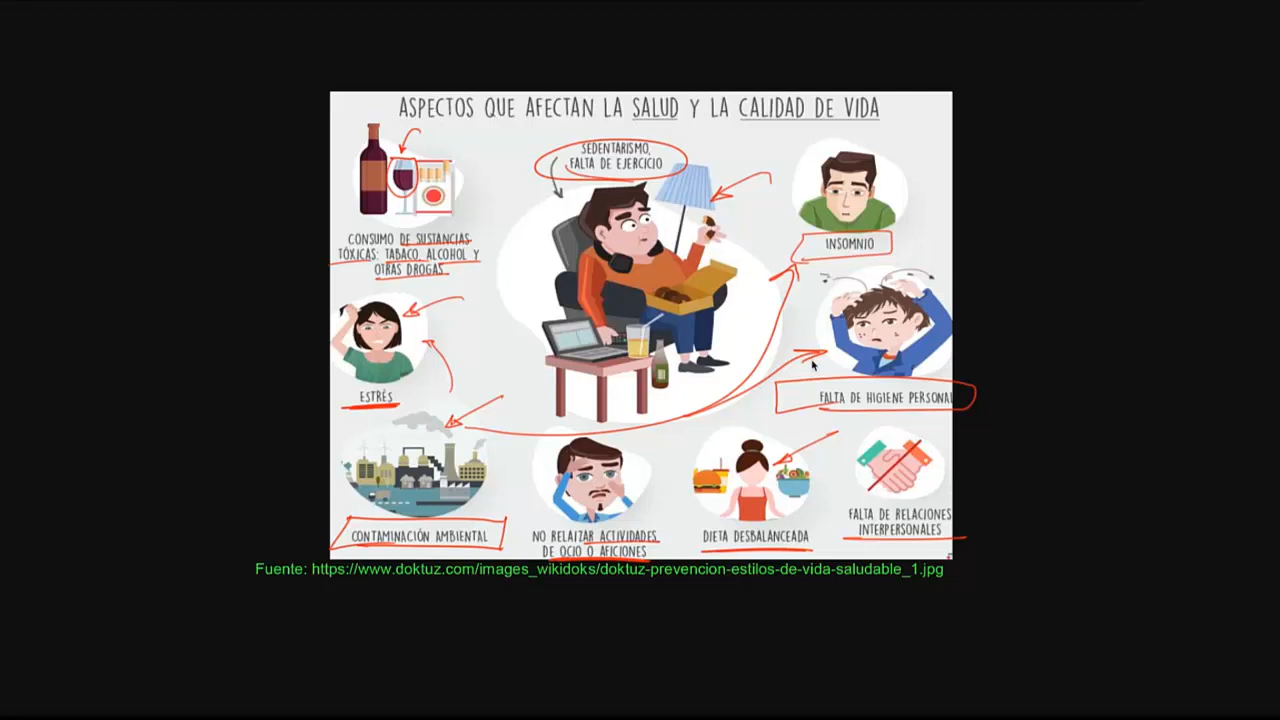 ASPECTOS QUE AFECTAN LA SALUD Y LA CALIDAD DE VIDA
SEDENTARISMO,
FALTA DE EJERCICIO
CONSUMO DE SUSTANCIAS
TÓXICAS: TABACO, ALCOHOL Y
OTRAS DROGAS.
INSOMNIO
ESTRÉS
FALTA DE HIGIENE PERSONAL
CONTAMINACIÓN AMBIENTAL
NO RELAIZAR ACTIVIDADES
DE OCIO O AFICIONES
DIETA DESBALANCEADA
FALTA DE RELACIONES
INTERPERSONALES
Fuente: https://www.doktuz.com/images_wikidoks/doktuz-prevencion-estilos-de-vida-saludable_1.jpg